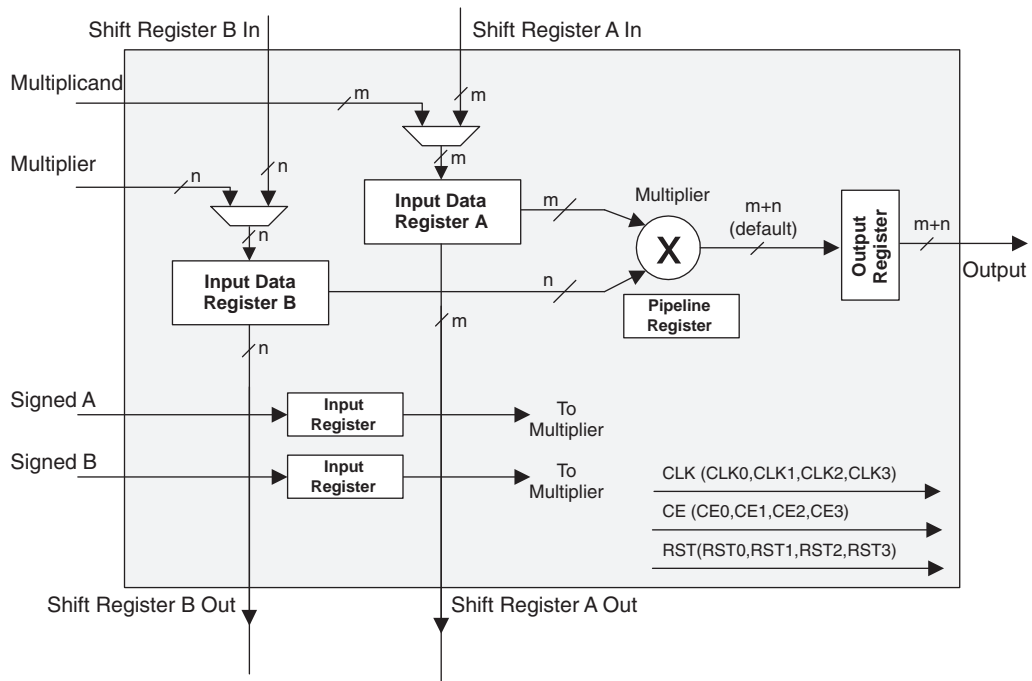 Shift Register B In
Shift Register A In
Multiplicand
m
m
Multiplier
n
n
m
Input Data
Register A
m
Multiplier
X
m+n
(default)
Output
Register
m+n
Output
n
Input Data
Register B
n
Pipeline
Register
m
n
Signed A
Input
Register
To
Multiplier
Signed B
Input
Register
To
Multiplier
CLK (CLK0,CLK1,CLK2,CLK3)
CE (CE0,CE1,CE2,CE3)
RST(RST0,RST1,RST2,RST3)
Shift Register B Out
Shift Register A Out